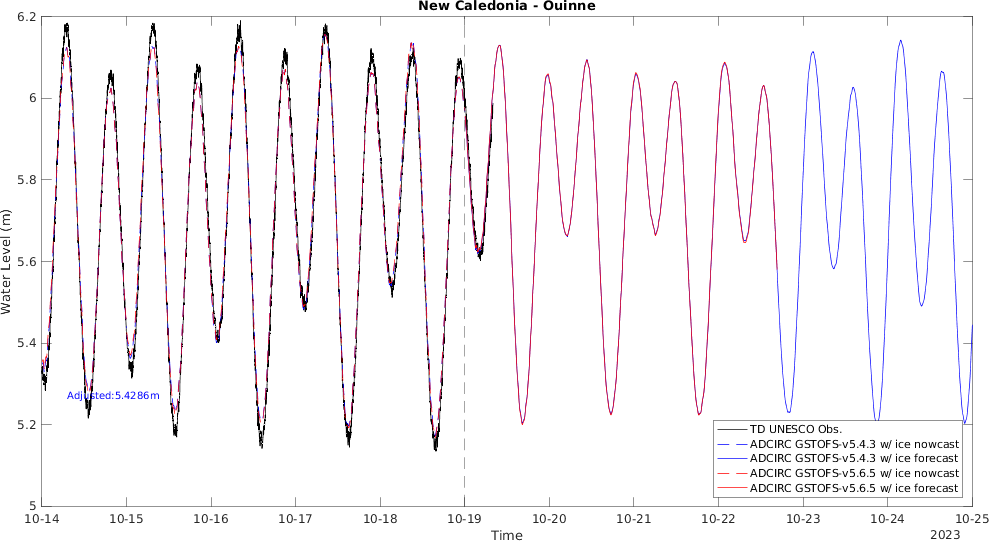 New Caledonia - Ouinne
6.2
6
5.8
5.6
5.4
5.2
5
Water Level (m)
Adjusted:5.4286m
TD UNESCO Obs.
ADCIRC GSTOFS-v5.4.3 w/ ice nowcast
ADCIRC GSTOFS-v5.4.3 w/ ice forecast
ADCIRC GSTOFS-v5.6.5 w/ ice nowcast
ADCIRC GSTOFS-v5.6.5 w/ ice forecast
10-14 10-15 10-16 10-17 10-18 10-19 10-20 10-21 10-22 10-23 10-24 10-25
Time
2023